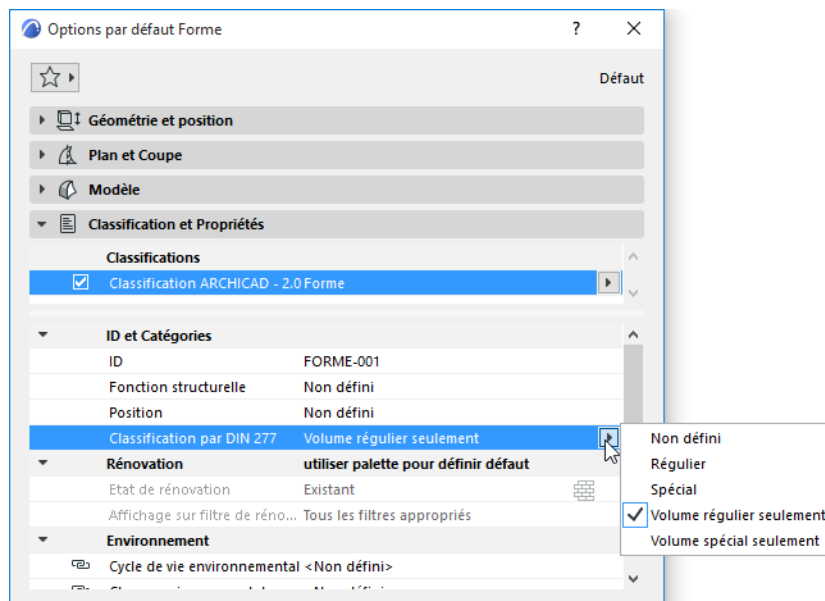 Options par défaut Forme ?
Défaut
Géométrie et position
Plan et Coupe
Modèle
Classification et Propriétés
Classifications
Classification ARCHICAD - 2.0 Forme
ID et Catégories
ID FORME-001
Fonction structurelle Non défini
Position Non défini
Classification par DIN 277 Volume régulier seulement
Non défini
Régulier
Spécial
Volume régulier seulement
Volume spécial seulement
Rénovation utiliser palette pour définir défaut
Etat de rénovation Existant
Affichage sur filtre de réno... Tous les filtres appropriés
Environnement
Cycle de vie environnemental <Non défini>